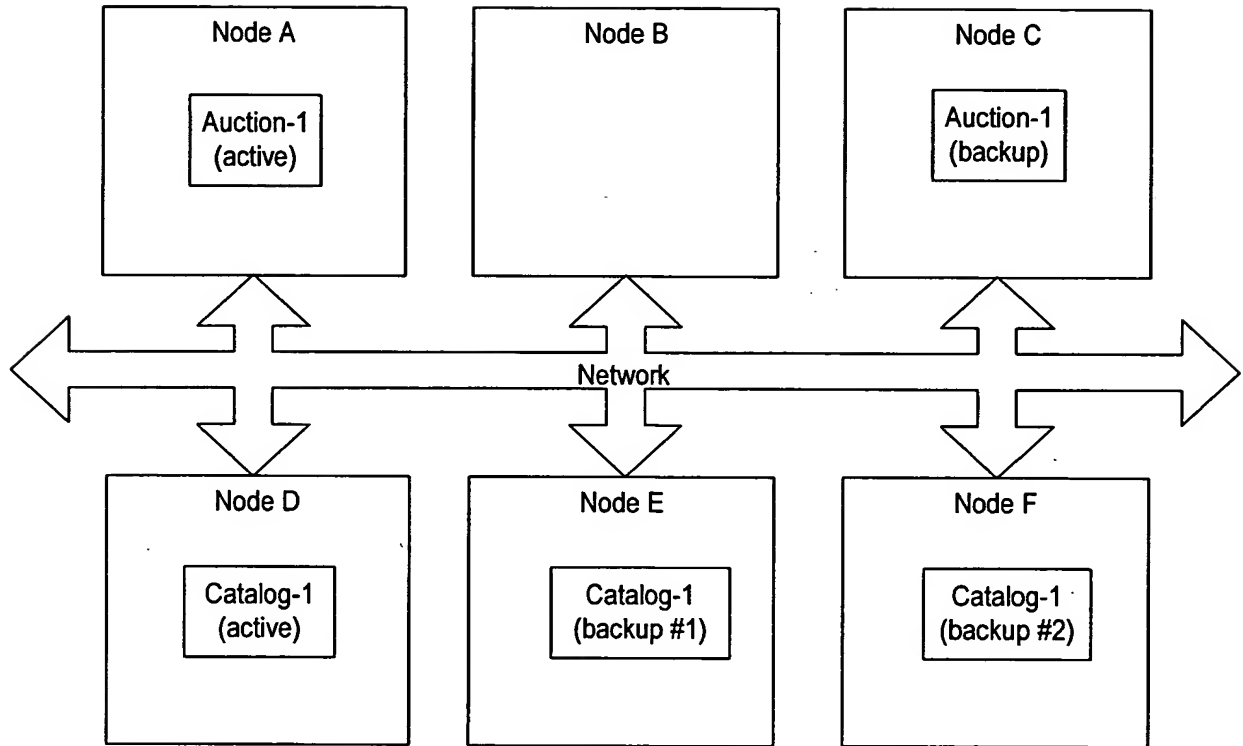 Node A
Node B
Node C
Auction-1
(active)
Auction-1
(backup)
Network
Node D
Node E
Node F
Catalog-1
(active)
Catalog-1
(backup #1)
Catalog-1
(backup #2)